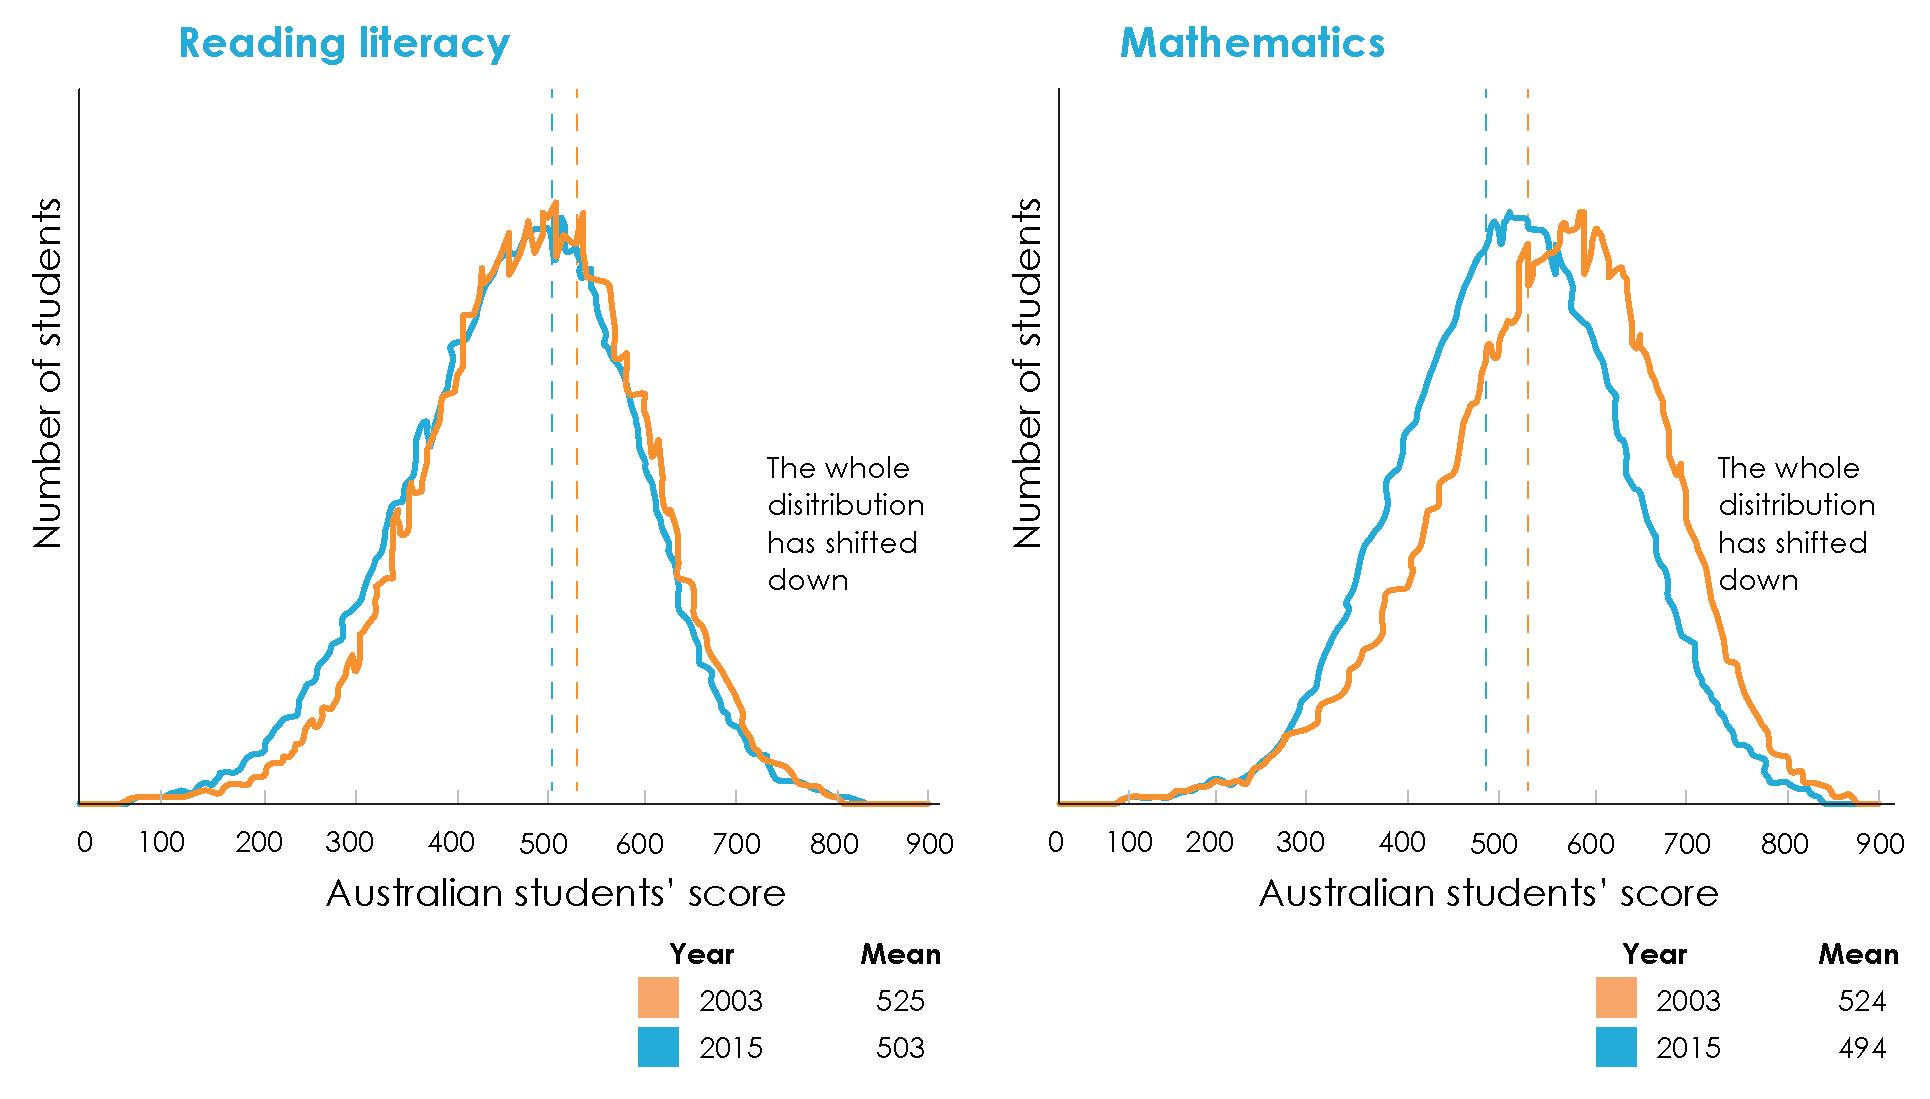 Reading literacy
Number of students
The whole
disitribution
has shifted
down
0 100 200 300 400 500 600 700 800 900
Australian students' score
Year Mean
2003 525
2015 503
Mathematics
Number of students
The whole
disitribution
has shifted
down
0 100 200 300 400 500 600 700 800 900
Australian students' score
Year Mean
2003 524
2015 494